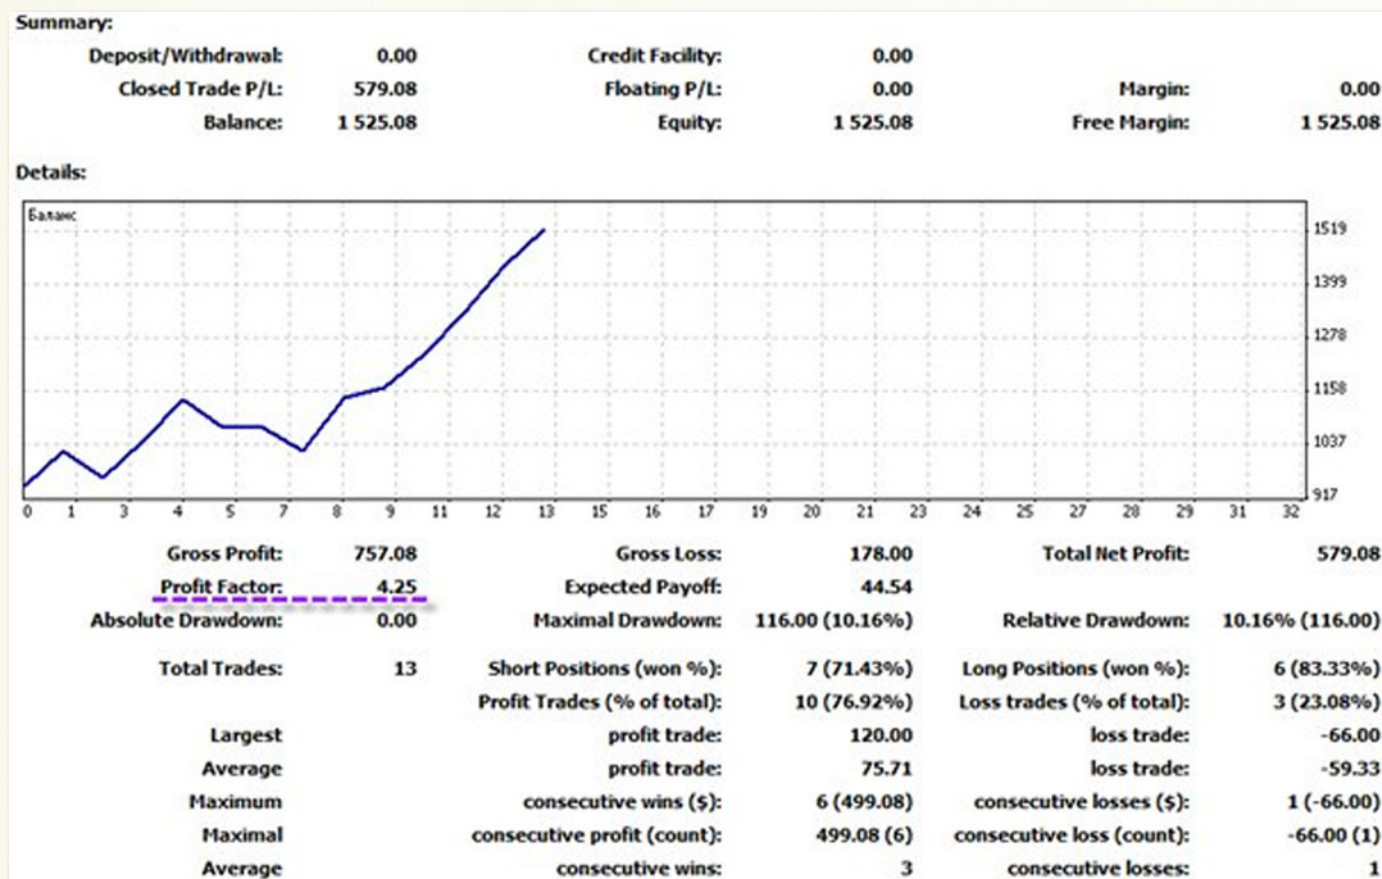 Summary:
Deposit/Withdrawal: 0.00 Credit Facility: 0.00
Closed Trade P/L: 579.08 Floating P/L: 0.00 Margin: 0.00
Balance: 1 525.08 Equity: 1 525.08 Free Margin: 1 525.08
Details:
Баланс
1519
1399
1278
1158
1037
917
0 1 3 4 5 7 8 9 11 12 13 15 16 17 19 20 21 23 24 25 27 28 29 31 32
Gross Profit: 757.08 Gross Loss: 178.00 Total Net Profit: 579.08
Profit Factor: 4.25 Expected Payoff: 44.54
Absolute Drawdown: 0.00 Maximal Drawdown: 116.00 (10.16%) Relative Drawdown: 10.16% (116.00)
Total Trades: 13 Short Positions (won %): 7 (71.43%) Long Positions (won %): 6 (83.33%)
Profit Trades (% of total): 10 (76.92%) Loss trades (% of total): 3 (23.08%)
Largest profit trade: 120.00 loss trade: -66.00
Average profit trade: 75.71 loss trade: -59.33
Maximum consecutive wins ($): 6 (499.08) consecutive losses ($): 1 (-66.00)
Maximal consecutive profit (count): 499.08 (6) consecutive loss (count): -66.00 (1)
Average consecutive wins: 3 consecutive losses: 1